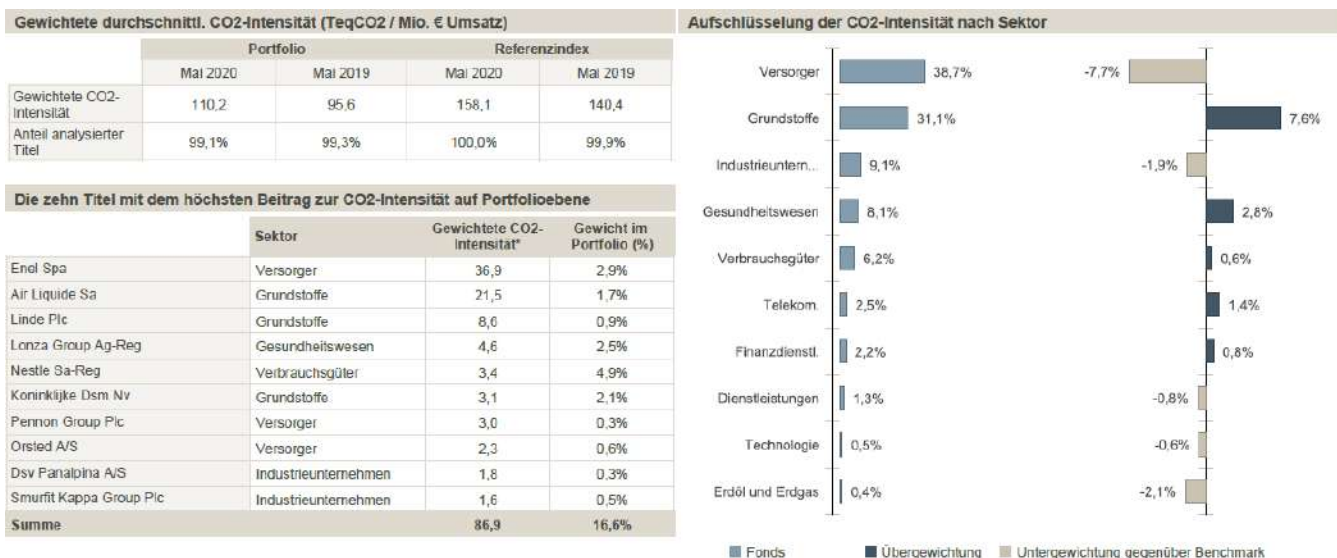 Gewichtete durchschnittl. CO2-Intensität (TeqCO2 / Mio. € Umsatz)
Portfolio Referenzindex
Mai 2020 Mai 2019 Mai 2020 Mai 2019
Gewichtete CO2-
Intensität
110,2 95,6 158,1 140,4
Anteil analysierter
Titel
99,1% 99,3% 100,0% 99,9%
Die zehn Titel mit dem höchsten Beitrag zur CO2-Intensität auf Portfolioebene
Sektor Gewichtete CO2-
Intensität* Gewicht im
Portfolio (%)
Enel Spa Versorger 36,9 2,9%
Air Liquide Sa Grundstoffe 21,5 1,7%
Linde Plc Grundstoffe 8,6 0,9%
Lonza Group Ag-Reg Gesundheitswesen 4,6 2,5%
Nestle Sa-Reg Verbrauchsgüter 3,4 4,9%
Koninklijke Dsm Nv Grundstoffe 3,1 2,1%
Pennon Group Plc Versorger 3,0 0,3%
Orsted A/S Versorger 2,3 0,6%
Dsv Panalpina A/S Industrieunternehmen 1,8 0,3%
Smurfit Kappa Group Plc Industrieunternehmen 1,6 0,5%
Summe 86,9 16,6%
Aufschlüsselung der CO2-Intensität nach Sektor
Versorger 38,7% -7,7%
Grundstoffe 31,1% 7,6%
Industrieuntern... 9,1% -1,9%
Gesundheitswesen 8,1% 2,8%
Verbrauchsgüter 6,2% 0,6%
Telekom. 2,5% 1,4%
Finanzdienstl. 2,2% 0,8%
Dienstleistungen 1,3% -0,8%
Technologie 0,5% -0,6%
Erdöl und Erdgas 0,4% -2,1%
Fonds Übergewichtung Untergewichtung gegenüber Benchmark